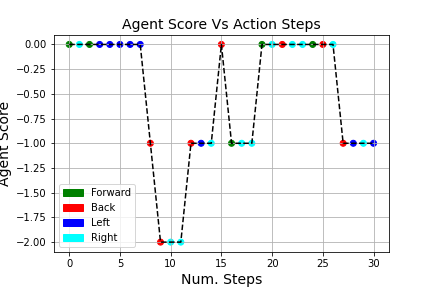 Agent Score Vs Action Steps
Agent Score
0.00
−0.25
−0.50
−0.75
−1.00
−1.25
−1.50
−1.75
−2.00
Forward
Back
Left
Right
0 5 10 15 20 25 30
Num. Steps